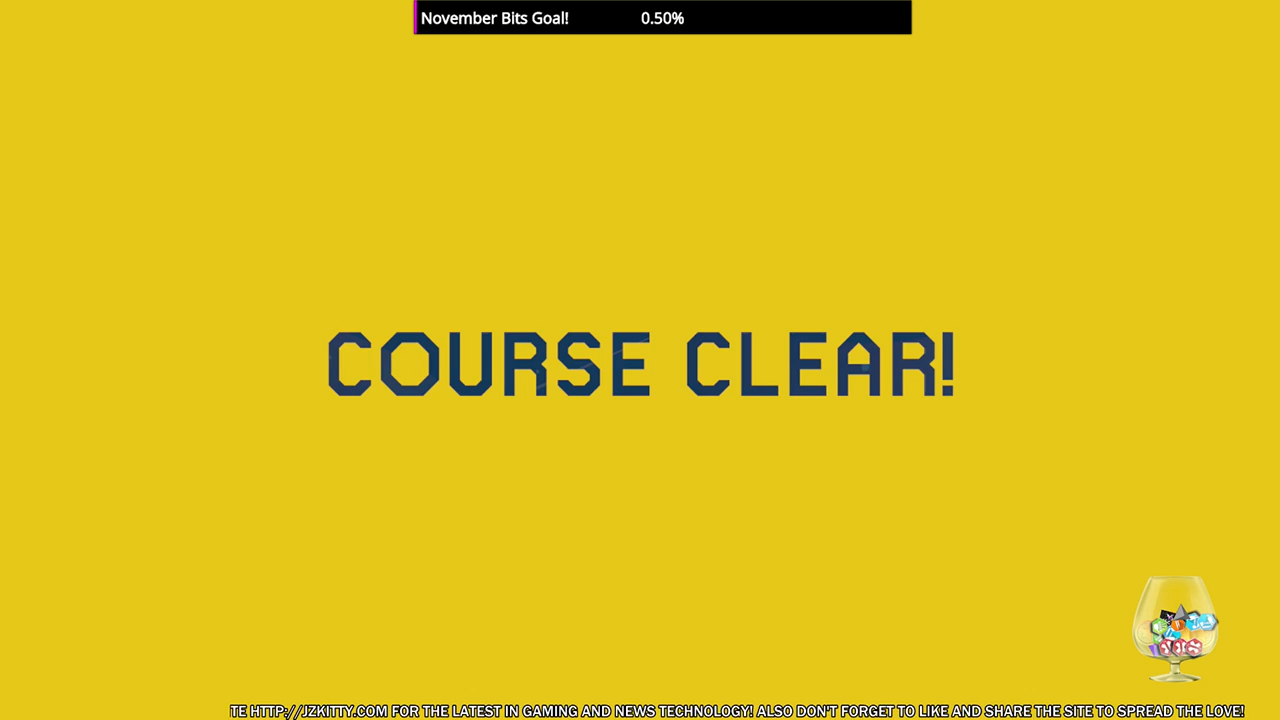 November Bits Goal! 0.50%
COURSE CLEAR!
TE HTTP://JZKITTY.COM FOR THE LATEST IN GAMING AND NEWS TECHNOLOGY! ALSO DON'T FORGET TO LIKE AND SHARE THE SITE TO SPREAD THE LOVE!